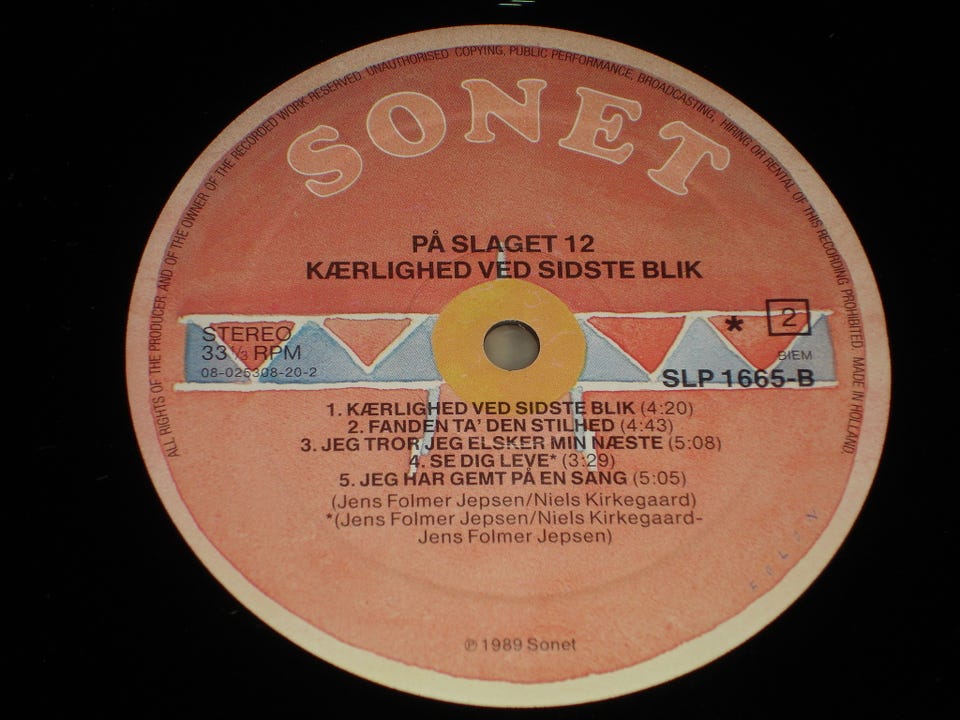 ALL RIGHTS OF THE PRODUCER AND OF THE OWNER OF THE RECORDED WORK RESERVED UNAUTHORISED COPYING, PUBLIC PERFORMANCE, BROADCASTING, HIRING OR RENTAL OF THIS RECORDING PROHIBITED. MADE IN HOLLAND.
SONET
PÅ SLAGET 12
KÆRLIGHED VED SIDSTE BLIK
STEREO
33 1/3 RPM
08-025308-20-2
* 2
BIEM
SLP 1665-B
1. KÆRLIGHED VED SIDSTE BLIK (4:20)
2. FANDEN TA' DEN STILHED (4:43)
3. JEG TROR JEG ELSKER MIN NÆSTE (5:08)
4. SE DIG LEVE* (3:29)
5. JEG HAR GEMT PÅ EN SANG (5:05)
(Jens Folmer Jepsen/Niels Kirkegaard)
*(Jens Folmer Jepsen/Niels Kirkegaard-
Jens Folmer Jepsen)
℗ 1989 Sonet